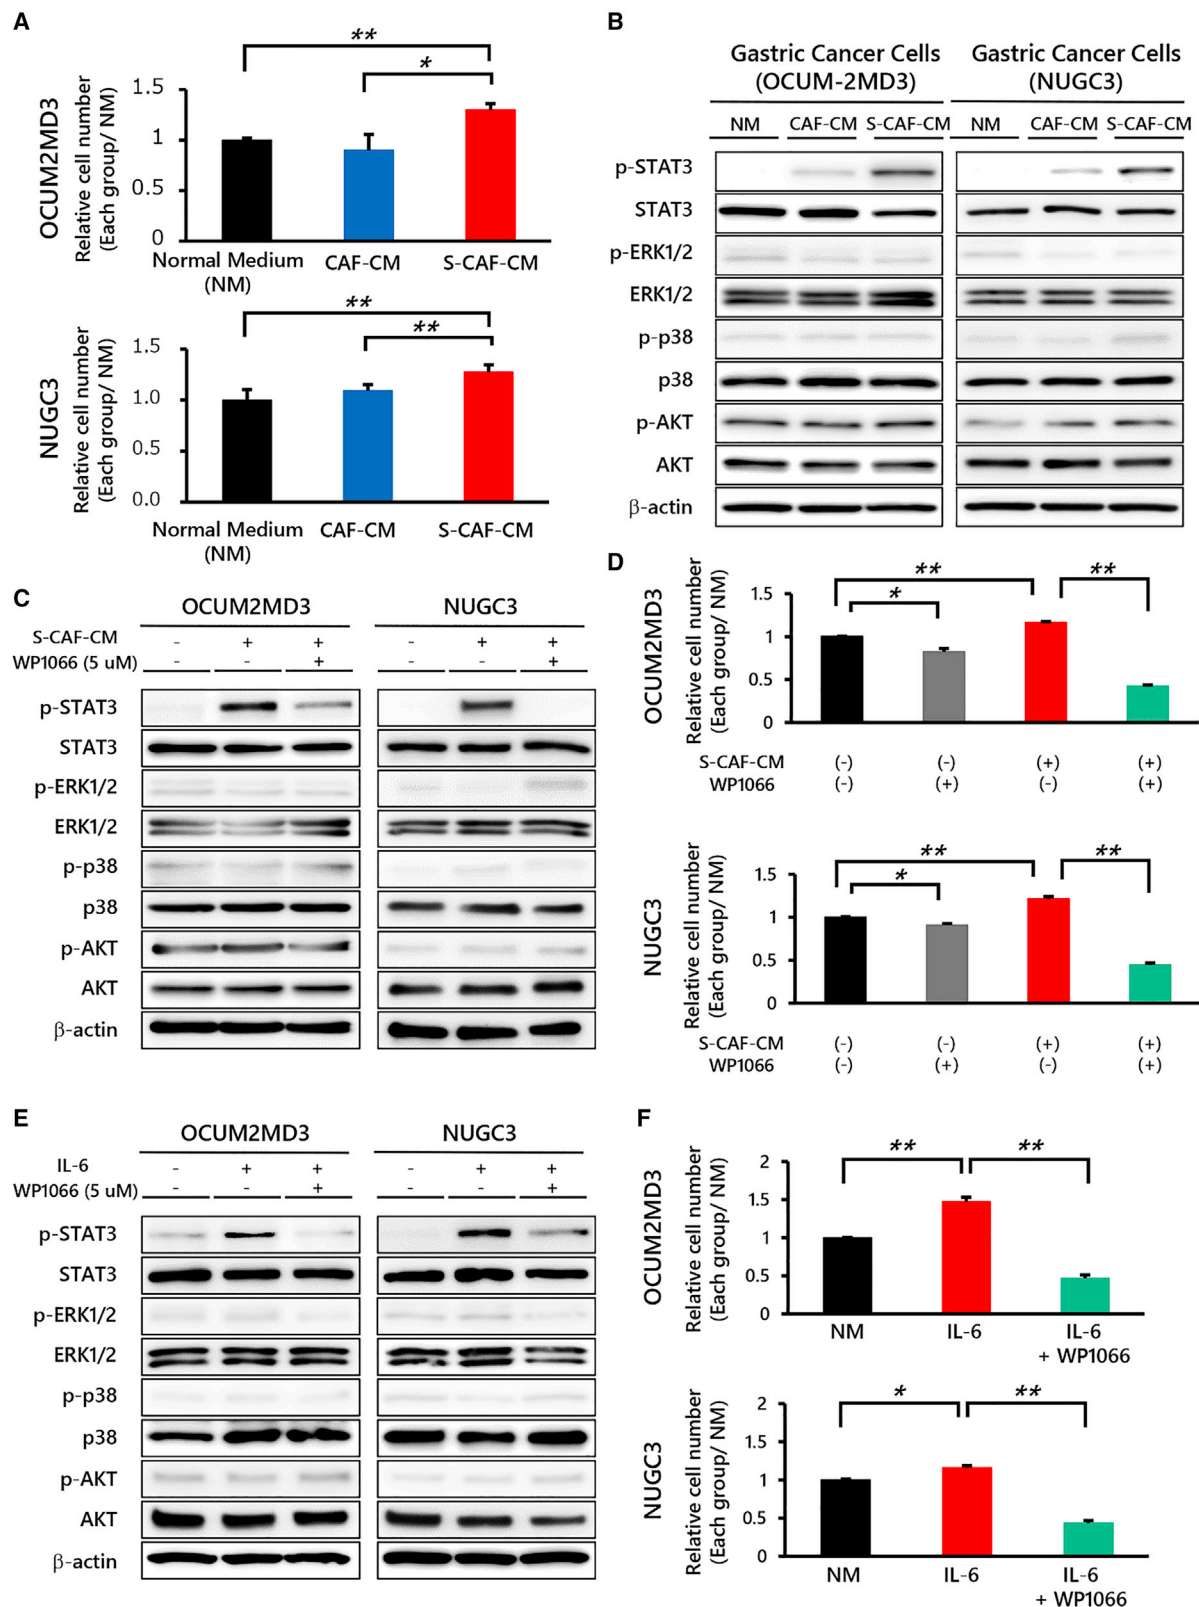 A
**
*
OCUM2MD3
Relative cell number
(Each group/ NM)
1.5
1
0.5
0
Normal Medium
(NM)
CAF-CM
S-CAF-CM
**
**
NUGC3
Relative cell number
(Each group/ NM)
1.5
1.0
0.5
0.0
Normal Medium
(NM)
CAF-CM
S-CAF-CM
B
Gastric Cancer Cells
(OCUM-2MD3)
Gastric Cancer Cells
(NUGC3)
NM CAF-CM S-CAF-CM NM CAF-CM S-CAF-CM
p-STAT3
STAT3
p-ERK1/2
ERK1/2
p-p38
p38
p-AKT
AKT
β-actin
C
OCUM2MD3 NUGC3
S-CAF-CM - + + - + +
WP1066 (5 uM) - - + - - +
p-STAT3
STAT3
p-ERK1/2
ERK1/2
p-p38
p38
p-AKT
AKT
β-actin
D
**
**
*
OCUM2MD3
Relative cell number
(Each group/ NM)
1.5
1
0.5
0
S-CAF-CM (-) (-) (+) (+)
WP1066 (-) (+) (-) (+)
**
**
*
NUGC3
Relative cell number
(Each group/ NM)
1.5
1
0.5
0
S-CAF-CM (-) (-) (+) (+)
WP1066 (-) (+) (-) (+)
E
OCUM2MD3 NUGC3
IL-6 - + + - + +
WP1066 (5 uM) - - + - - +
p-STAT3
STAT3
p-ERK1/2
ERK1/2
p-p38
p38
p-AKT
AKT
β-actin
F
**
**
OCUM2MD3
Relative cell number
(Each group/ NM)
2
1.5
1
0.5
0
NM IL-6 IL-6
+ WP1066
*
**
NUGC3
Relative cell number
(Each group/ NM)
2
1.5
1
0.5
0
NM IL-6 IL-6
+ WP1066